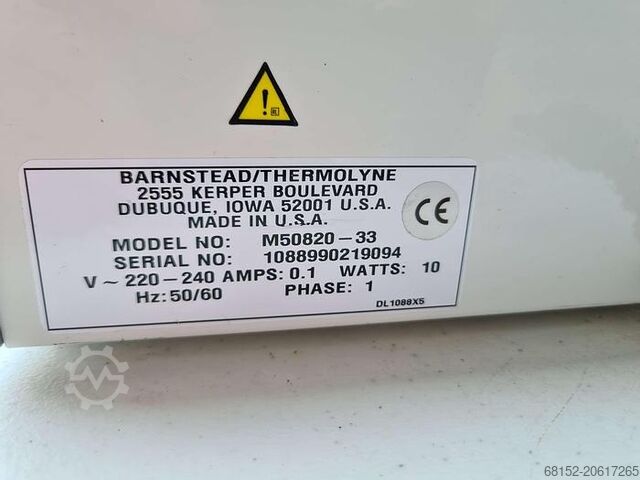 BARNSTEAD/THERMOLYNE
2555 KERPER BOULEVARD
DUBUQUE, IOWA 52001 U.S.A.
MADE IN U.S.A.
CE
MODEL NO: M50820-33
SERIAL NO: 1088990219094
V ~ 220-240 AMPS: 0.1 WATTS: 10
Hz: 50/60 PHASE: 1
DL1088X5
68152-20617265